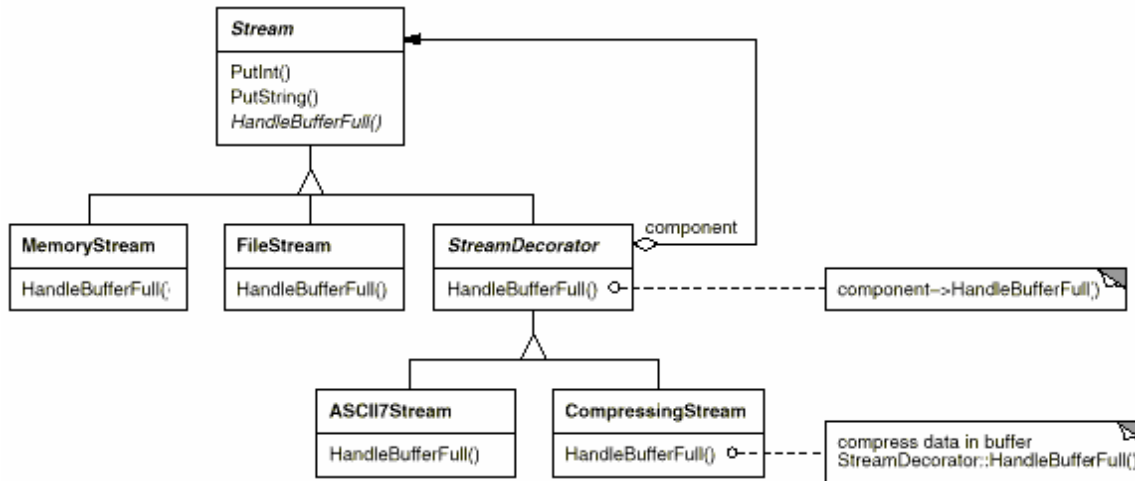 Stream
PutInt()
PutString()
HandleBufferFull()
MemoryStream
HandleBufferFull()
FileStream
HandleBufferFull()
StreamDecorator
HandleBufferFull()
component
component->HandleBufferFull()
ASCII7Stream
HandleBufferFull()
CompressingStream
HandleBufferFull()
compress data in buffer
StreamDecorator::HandleBufferFull()